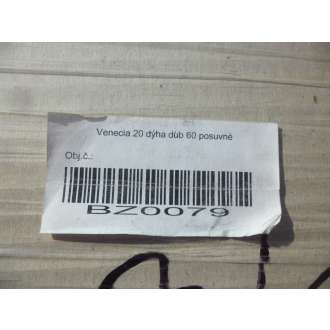 Venecia 20 dýha dub 60 posuvné
Obj.č.:
BZ0079